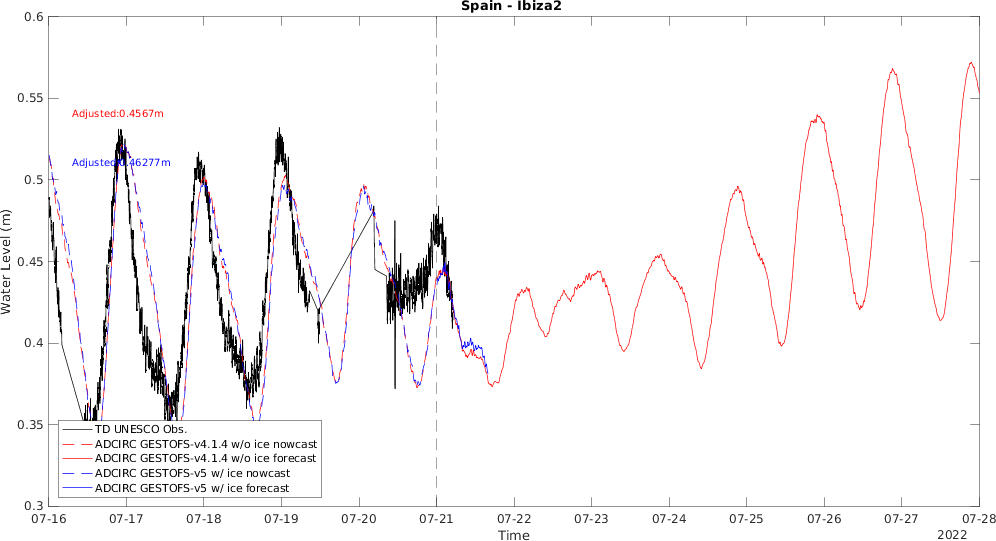 Spain - Ibiza2
0.6
0.55
0.5
0.45
0.4
0.35
0.3
Water Level (m)
Adjusted:0.4567m
Adjusted:0.46277m
TD UNESCO Obs.
ADCIRC GESTOFS-v4.1.4 w/o ice nowcast
ADCIRC GESTOFS-v4.1.4 w/o ice forecast
ADCIRC GESTOFS-v5 w/ ice nowcast
ADCIRC GESTOFS-v5 w/ ice forecast
07-16 07-17 07-18 07-19 07-20 07-21 07-22 07-23 07-24 07-25 07-26 07-27 07-28
Time
2022